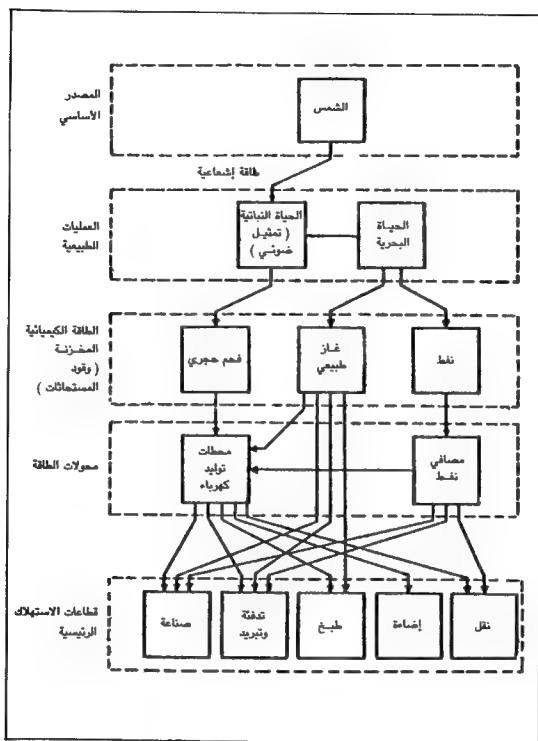 المصدر
الأساسي
الشمس
طاقة إشعاعية
العمليات
الطبيعية
الحياة
البحرية
الحياة النباتية
( تمثيل
ضوئي )
الطاقة الكيميائية
المخزنة
( وقود
المستحاثات )
نفط
غاز
طبيعي
فحم حجري
محولات الطاقة
مصافي
نفط
محطات
توليد
كهرباء
قطاعات الاستهلاك
الرئيسية
نقل
إضاءة
طبخ
تدفئة
وتبريد
صناعة